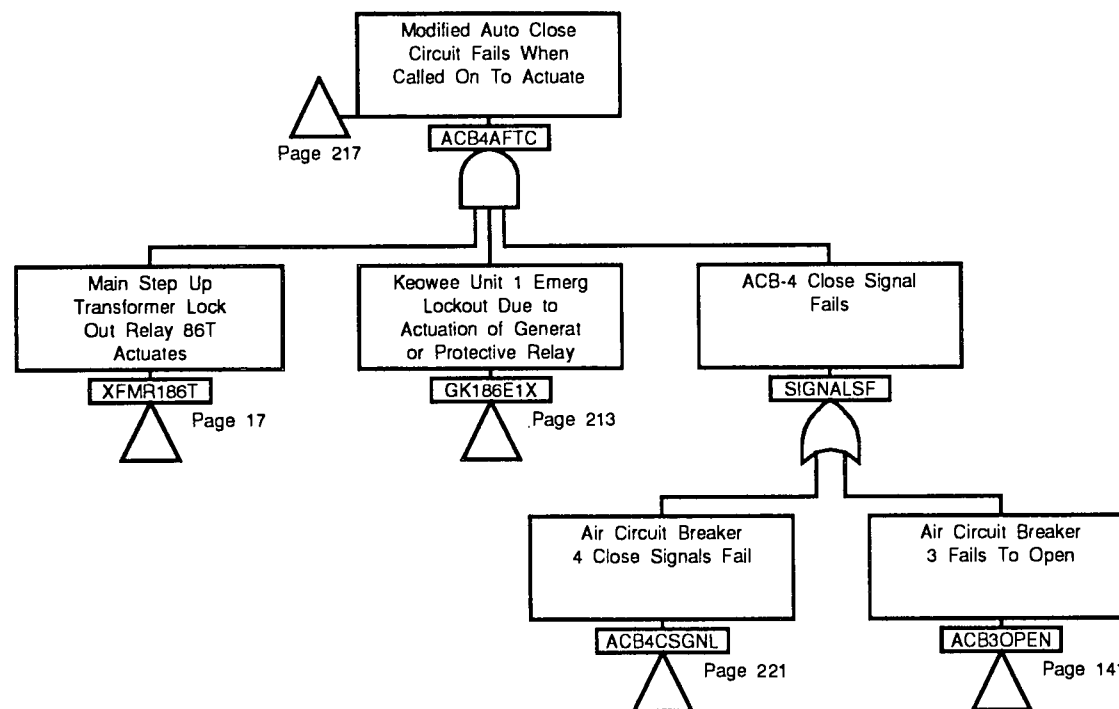 Modified Auto Close
Circuit Fails When
Called On To Actuate
ACB4AFTC
Page 217
Main Step Up
Transformer Lock
Out Relay 86T
Actuates
XFMR186T
Page 17
Keowee Unit 1 Emerg
Lockout Due to
Actuation of Generat
or Protective Relay
GK186E1X
Page 213
ACB-4 Close Signal
Fails
SIGNALSF
Air Circuit Breaker
4 Close Signals Fail
ACB4CSGNL
Page 221
Air Circuit Breaker
3 Fails To Open
ACB3OPEN
Page 141